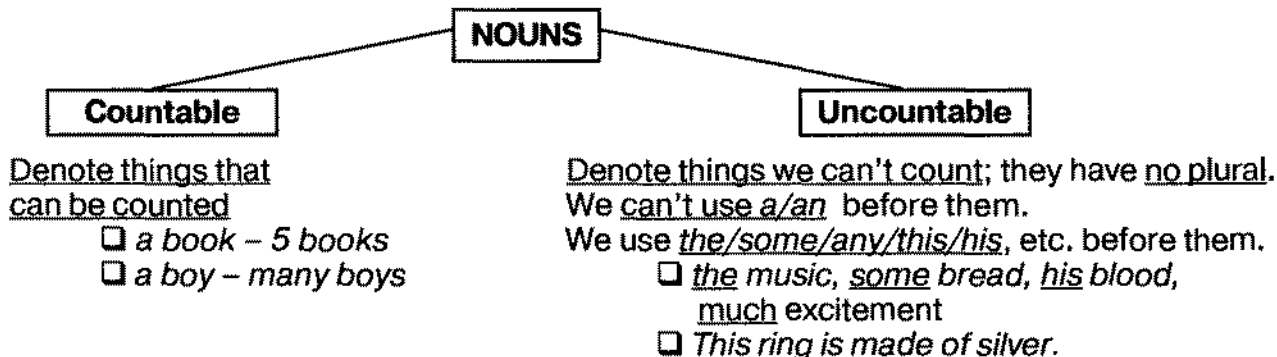 NOUNS
Countable
Denote things that
can be counted
❑ a book – 5 books
❑ a boy – many boys
Uncountable
Denote things we can't count; they have no plural.
We can't use a/an before them.
We use the/some/any/this/his, etc. before them.
❑ the music, some bread, his blood,
much excitement
❑ This ring is made of silver.